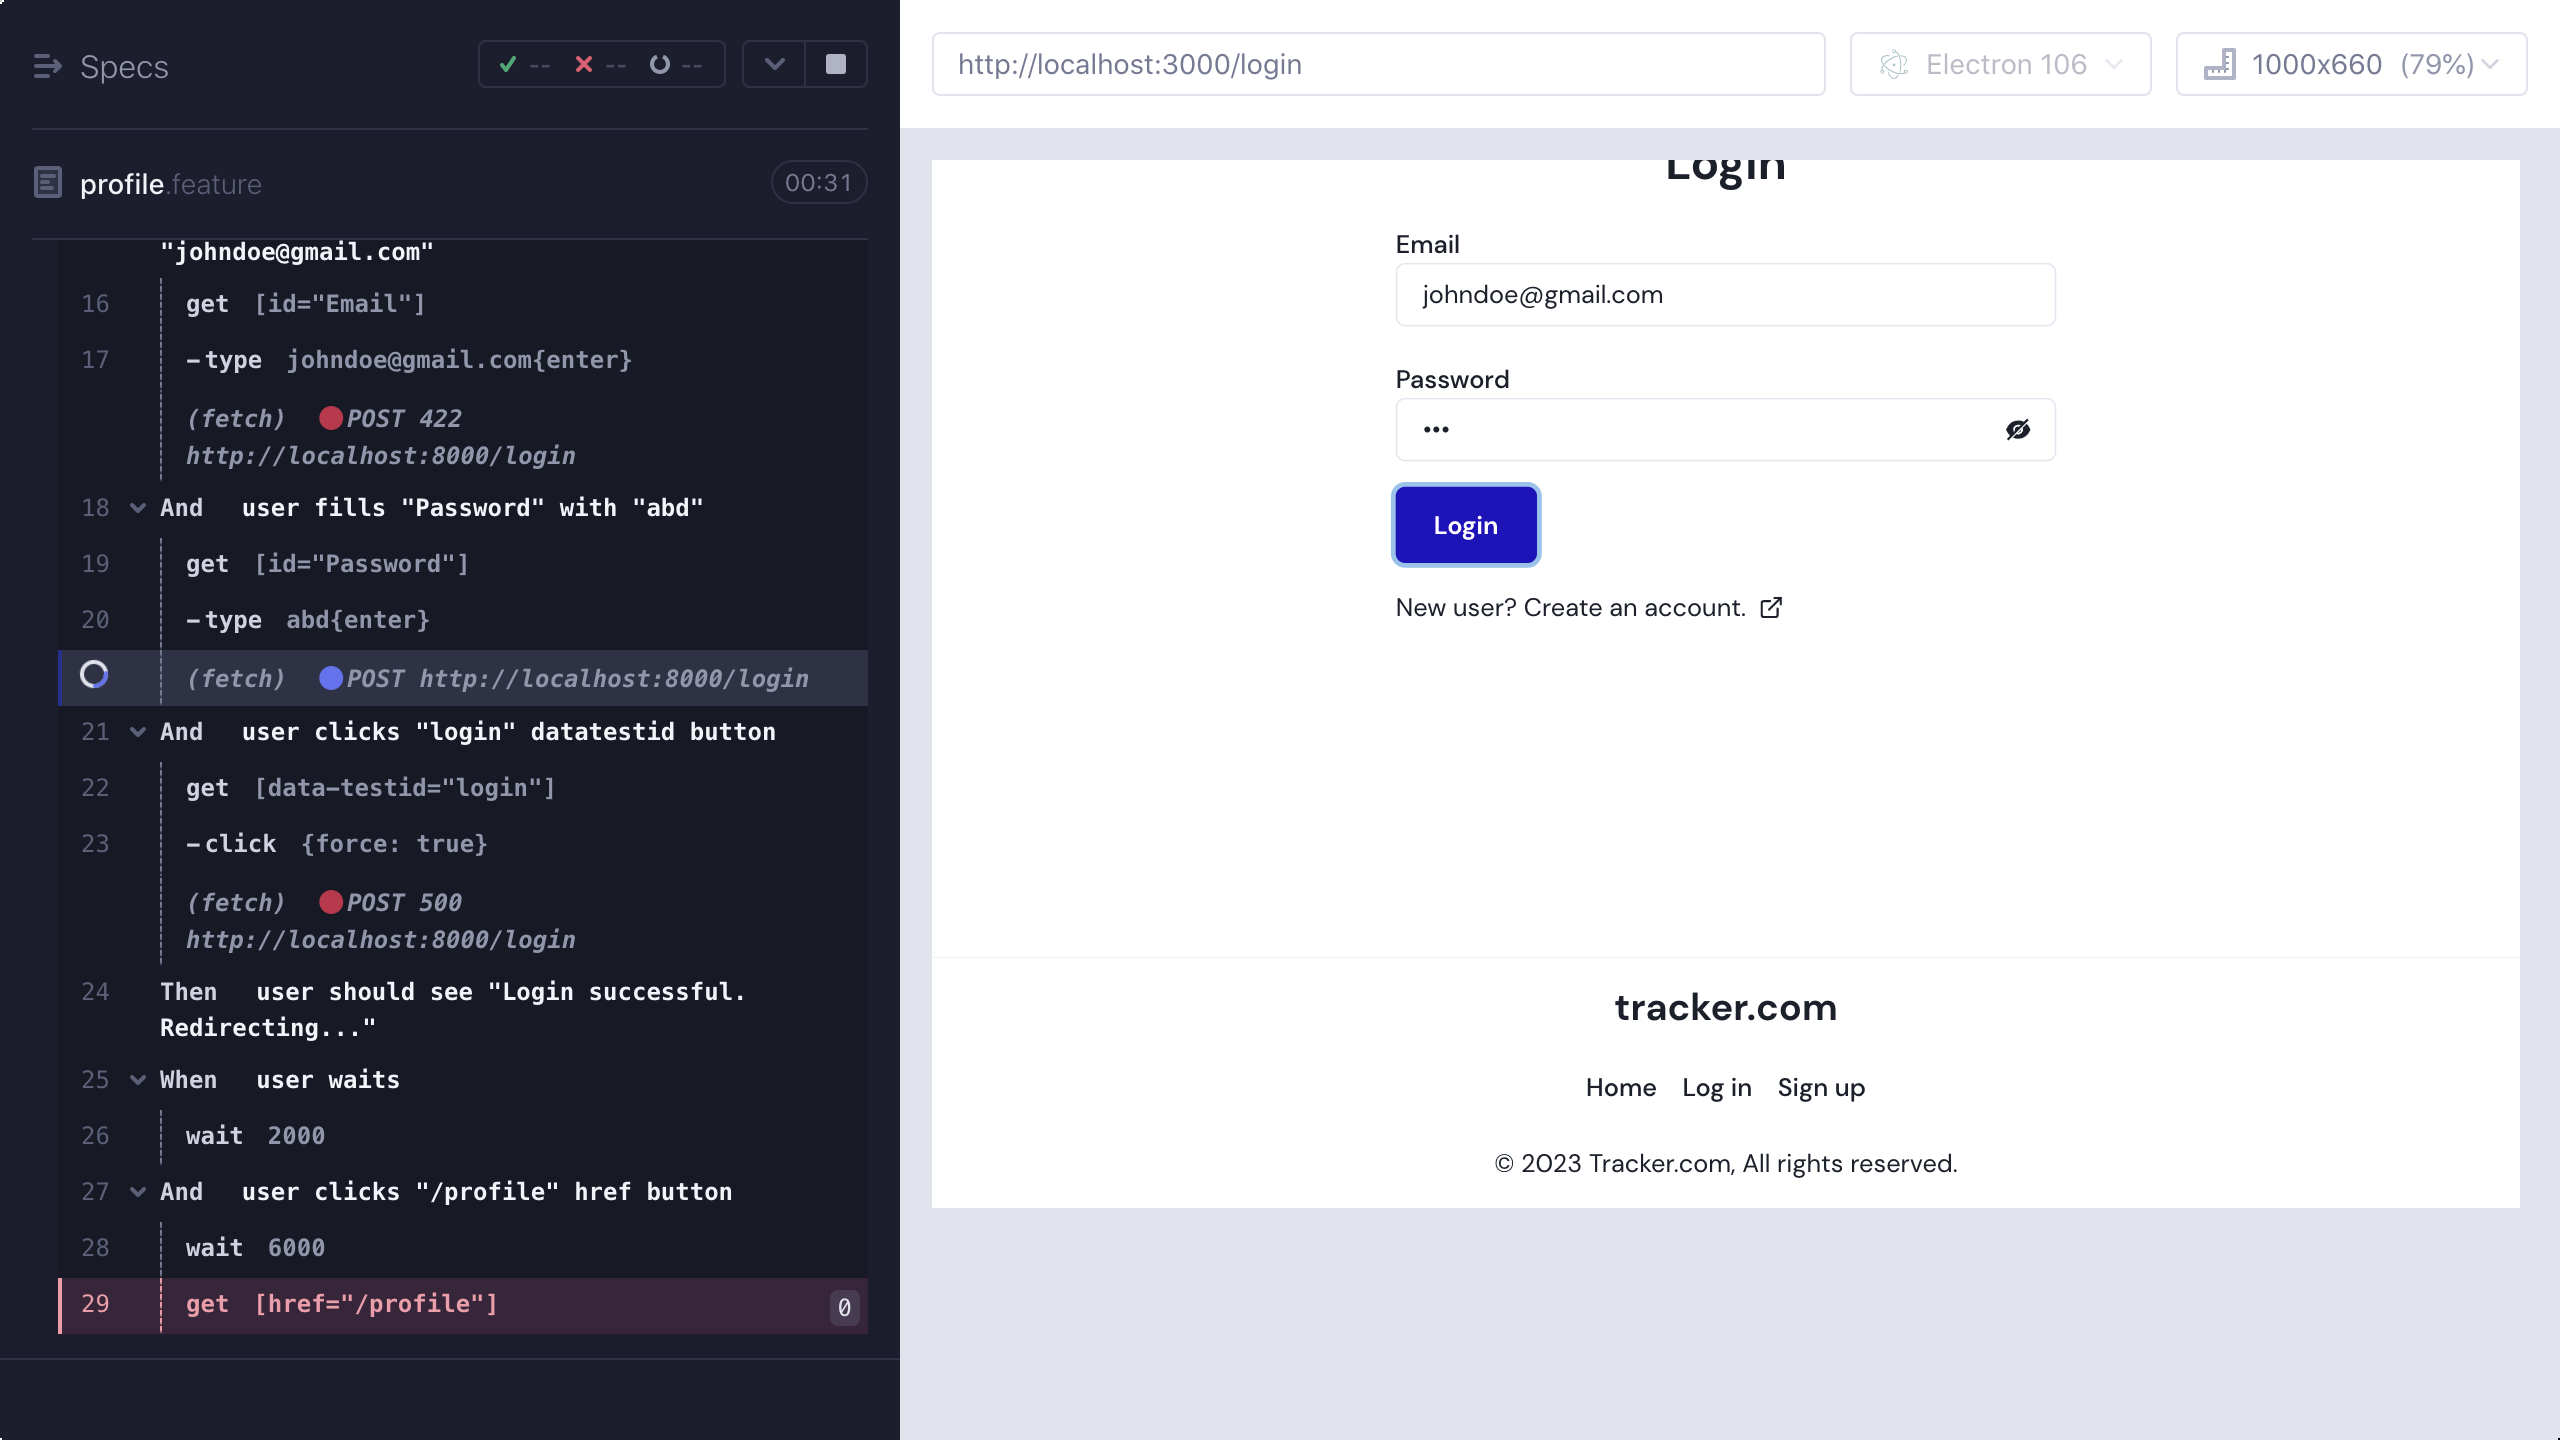 Specs
-- -- --
profile.feature
00:31
"johndoe@gmail.com"
16 get [id="Email"]
17 -type johndoe@gmail.com{enter}
(fetch) POST 422
http://localhost:8000/login
18 And user fills "Password" with "abd"
19 get [id="Password"]
20 -type abd{enter}
(fetch) POST http://localhost:8000/login
21 And user clicks "login" datatestid button
22 get [data-testid="login"]
23 -click {force: true}
(fetch) POST 500
http://localhost:8000/login
24 Then user should see "Login successful.
Redirecting..."
25 When user waits
26 wait 2000
27 And user clicks "/profile" href button
28 wait 6000
29 get [href="/profile"] 0
http://localhost:3000/login
Electron 106
1000x660 (79%)
Login
Email
johndoe@gmail.com
Password
•••
Login
New user? Create an account.
tracker.com
Home Log in Sign up
© 2023 Tracker.com, All rights reserved.